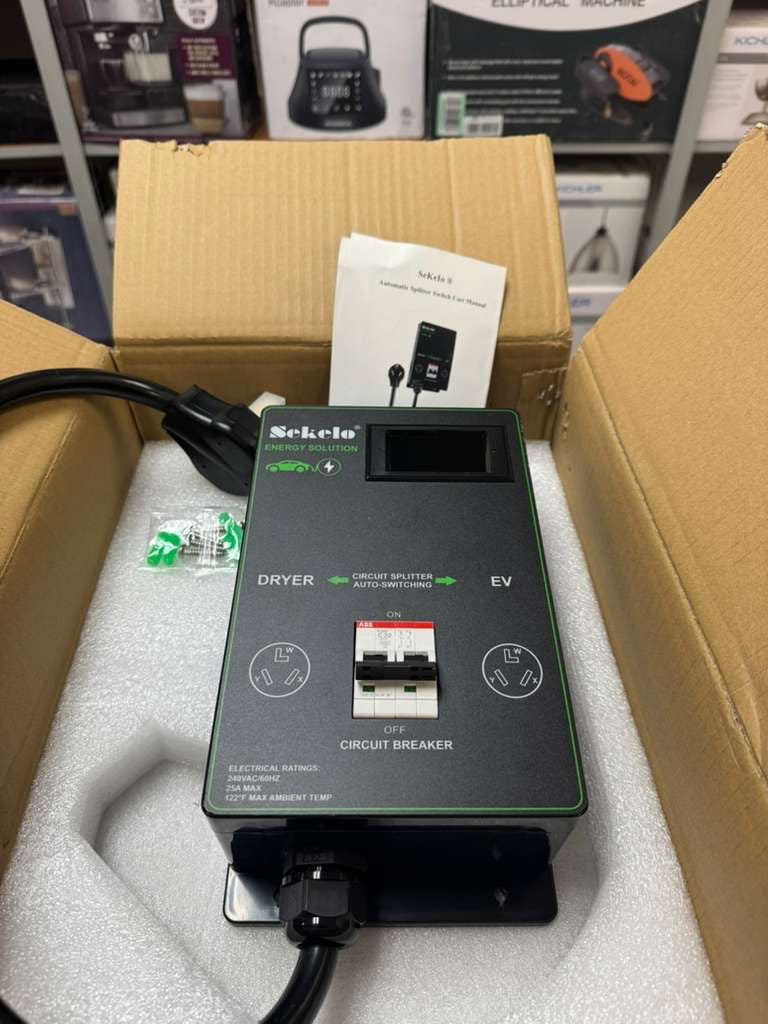 ELLIPTICAL MACHINE
KICHLER
SeKelo ®
Automatic Splitter Switch User Manual
Sekelo®
ENERGY SOLUTION
DRYER
CIRCUIT SPLITTER
AUTO-SWITCHING
EV
ON
ABB
W
Y X
W
Y X
OFF
CIRCUIT BREAKER
ELECTRICAL RATINGS:
240VAC/60HZ
25A MAX
122°F MAX AMBIENT TEMP